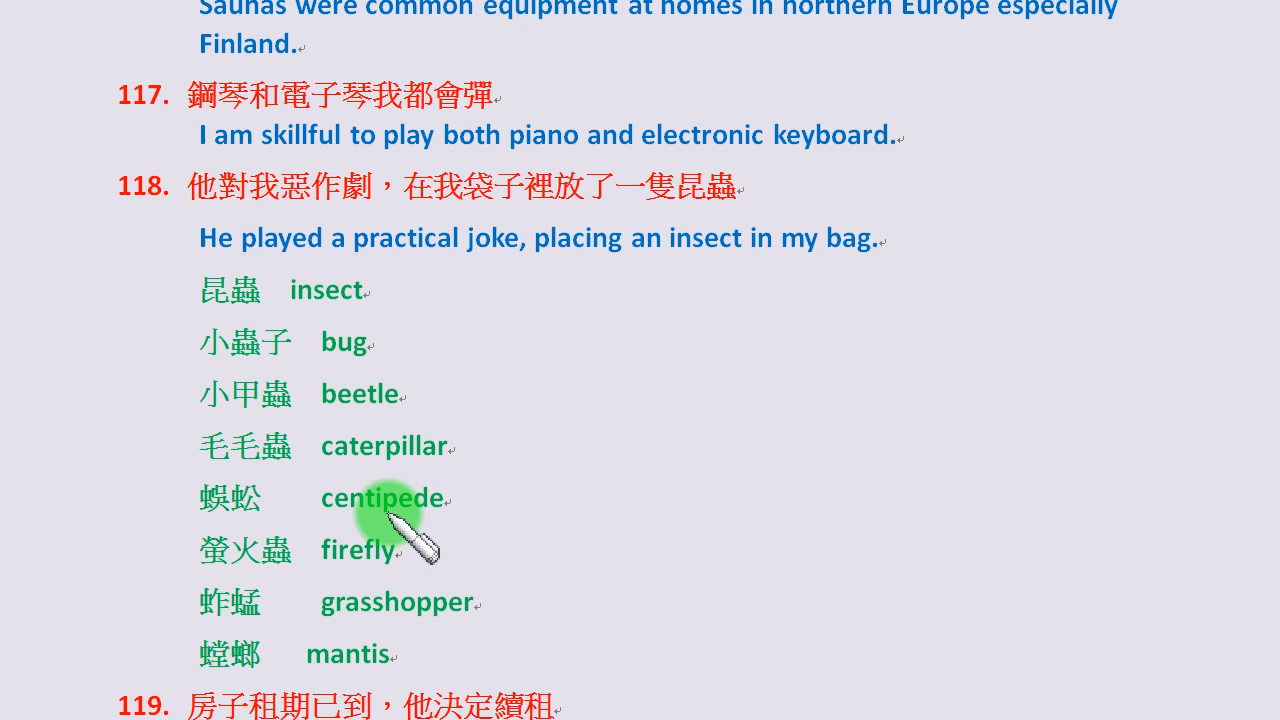 Saunas were common equipment at homes in northern Europe especially
Finland.
117. 鋼琴和電子琴我都會彈
I am skillful to play both piano and electronic keyboard.
118. 他對我惡作劇，在我袋子裡放了一隻昆蟲
He played a practical joke, placing an insect in my bag.
昆蟲 insect
小蟲子 bug
小甲蟲 beetle
毛毛蟲 caterpillar
蜈蚣 centipede
螢火蟲 firefly
蚱蜢 grasshopper
螳螂 mantis
119. 房子租期已到，他決定續租